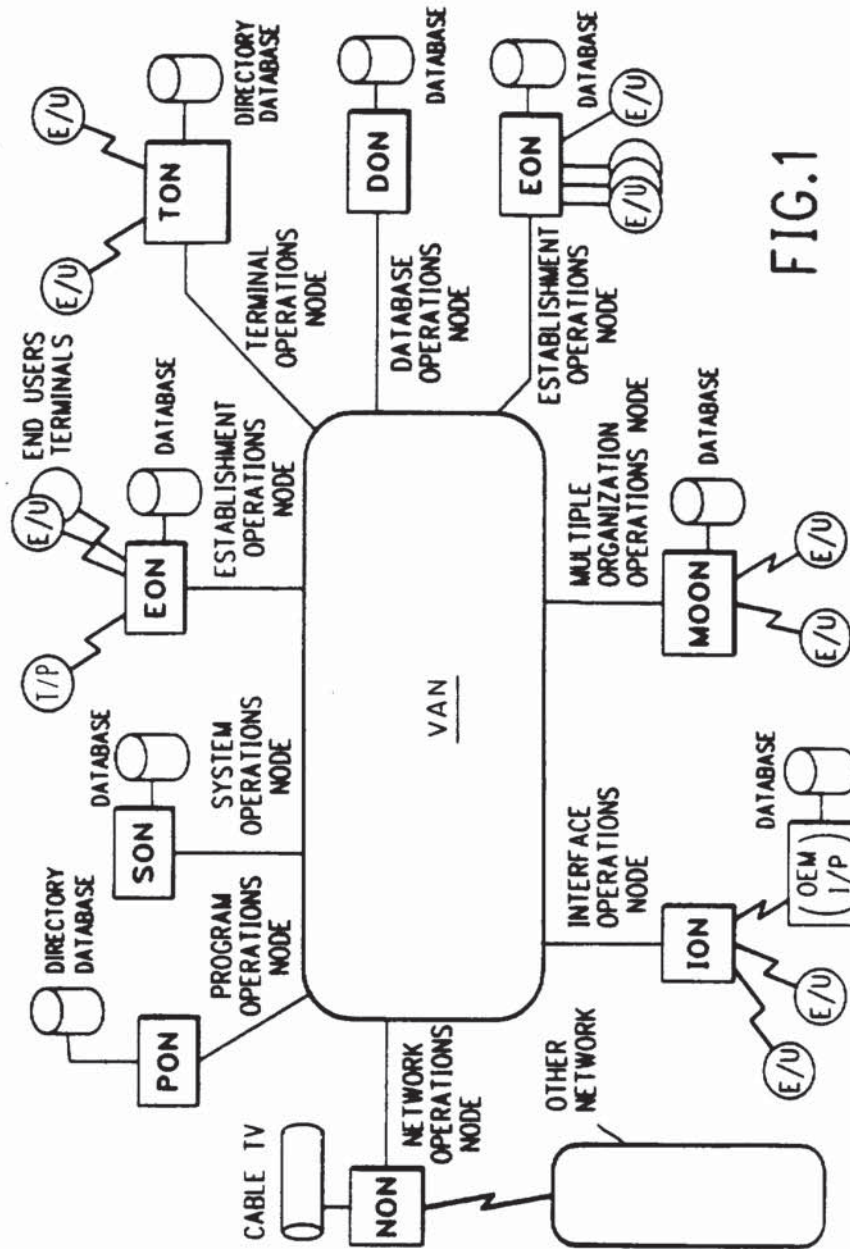 CABLE TV
NON
NETWORK
OPERATIONS
NODE
OTHER
NETWORK
DIRECTORY
DATABASE
PON
PROGRAM
OPERATIONS
NODE
DATABASE
SON
SYSTEM
OPERATIONS
NODE
T/P
E/U
END USERS
TERMINALS
EON
DATABASE
ESTABLISHMENT
OPERATIONS
NODE
E/U
E/U
TON
DIRECTORY
DATABASE
TERMINAL
OPERATIONS
NODE
DON
DATABASE
DATABASE
OPERATIONS
NODE
EON
DATABASE
E/U
E/U
ESTABLISHMENT
OPERATIONS
NODE
VAN
INTERFACE
OPERATIONS
NODE
ION
E/U
E/U
(OEM
I/P)
DATABASE
MULTIPLE
ORGANIZATION
OPERATIONS NODE
MOON
DATABASE
E/U
E/U
FIG.1